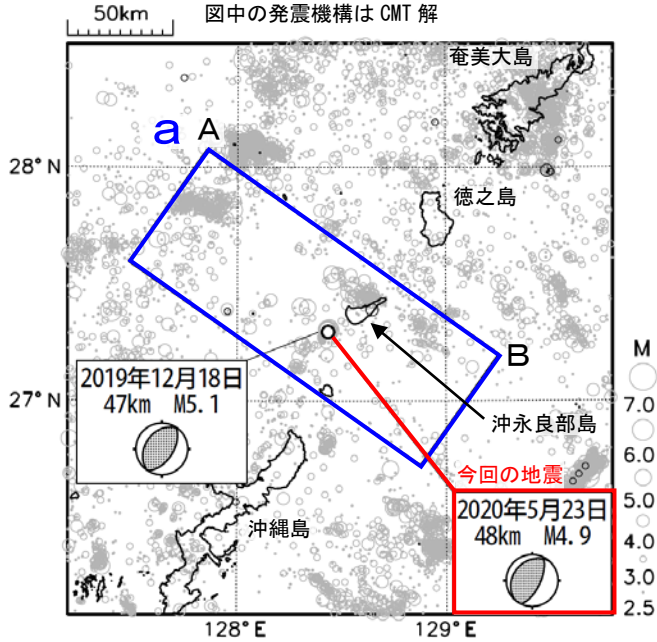 50km
図中の発震機構は CMT 解
奄美大島
a
A
28° N
徳之島
B
M
2019年12月18日
47km M5.1
27° N
沖永良部島
7.0
今回の地震
6.0
2020年5月23日
48km M4.9
5.0
沖縄島
4.0
3.0
2.5
128° E
129° E